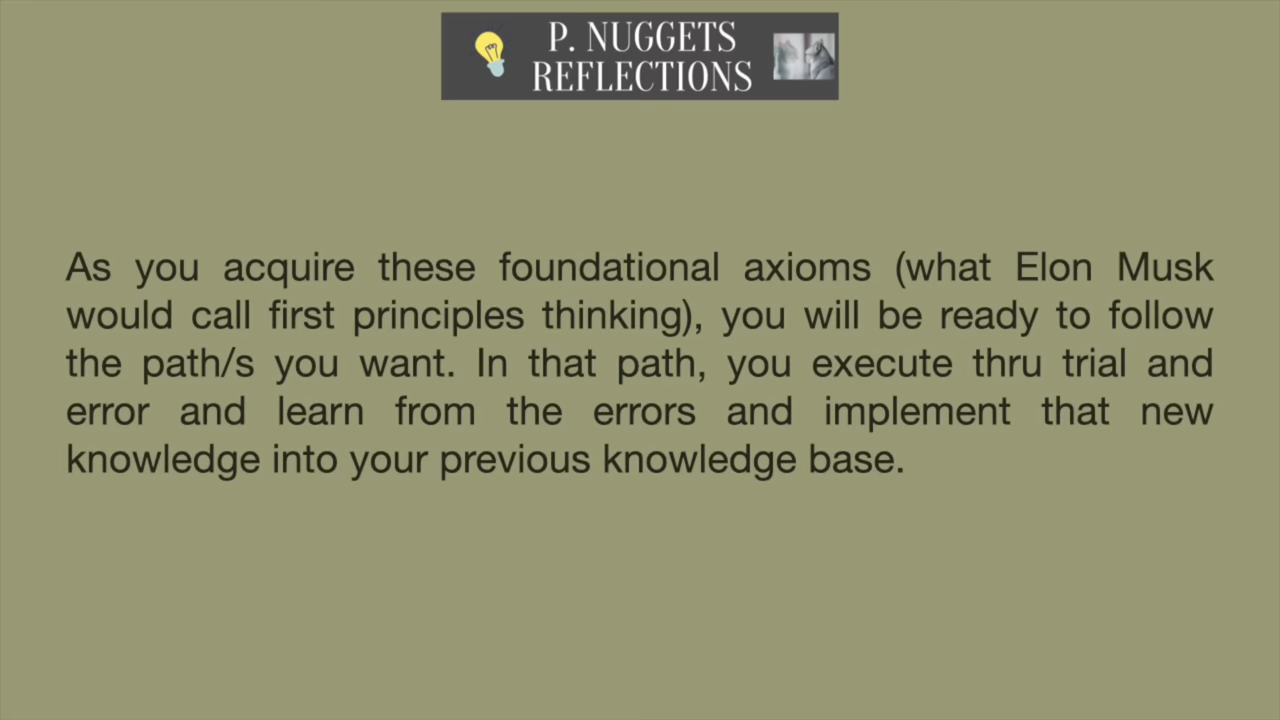 P. NUGGETS
REFLECTIONS
As you acquire these foundational axioms (what Elon Musk
would call first principles thinking), you will be ready to follow
the path/s you want. In that path, you execute thru trial and
error and learn from the errors and implement that new
knowledge into your previous knowledge base.